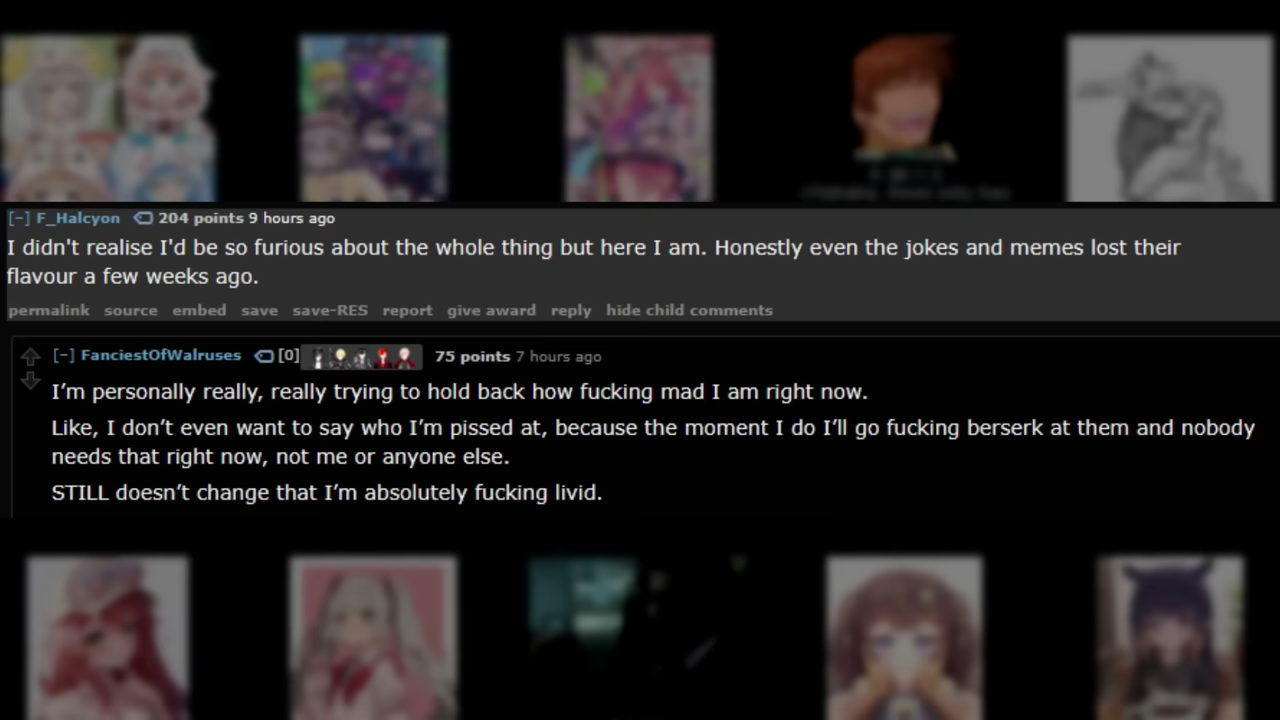 [-] F_Halcyon 204 points 9 hours ago
I didn't realise I'd be so furious about the whole thing but here I am. Honestly even the jokes and memes lost their
flavour a few weeks ago.
permalink source embed save save-RES report give award reply hide child comments
[-] FanciestOfWalruses [0] 75 points 7 hours ago
I’m personally really, really trying to hold back how fucking mad I am right now.
Like, I don’t even want to say who I’m pissed at, because the moment I do I’ll go fucking berserk at them and nobody
needs that right now, not me or anyone else.
STILL doesn’t change that I’m absolutely fucking livid.